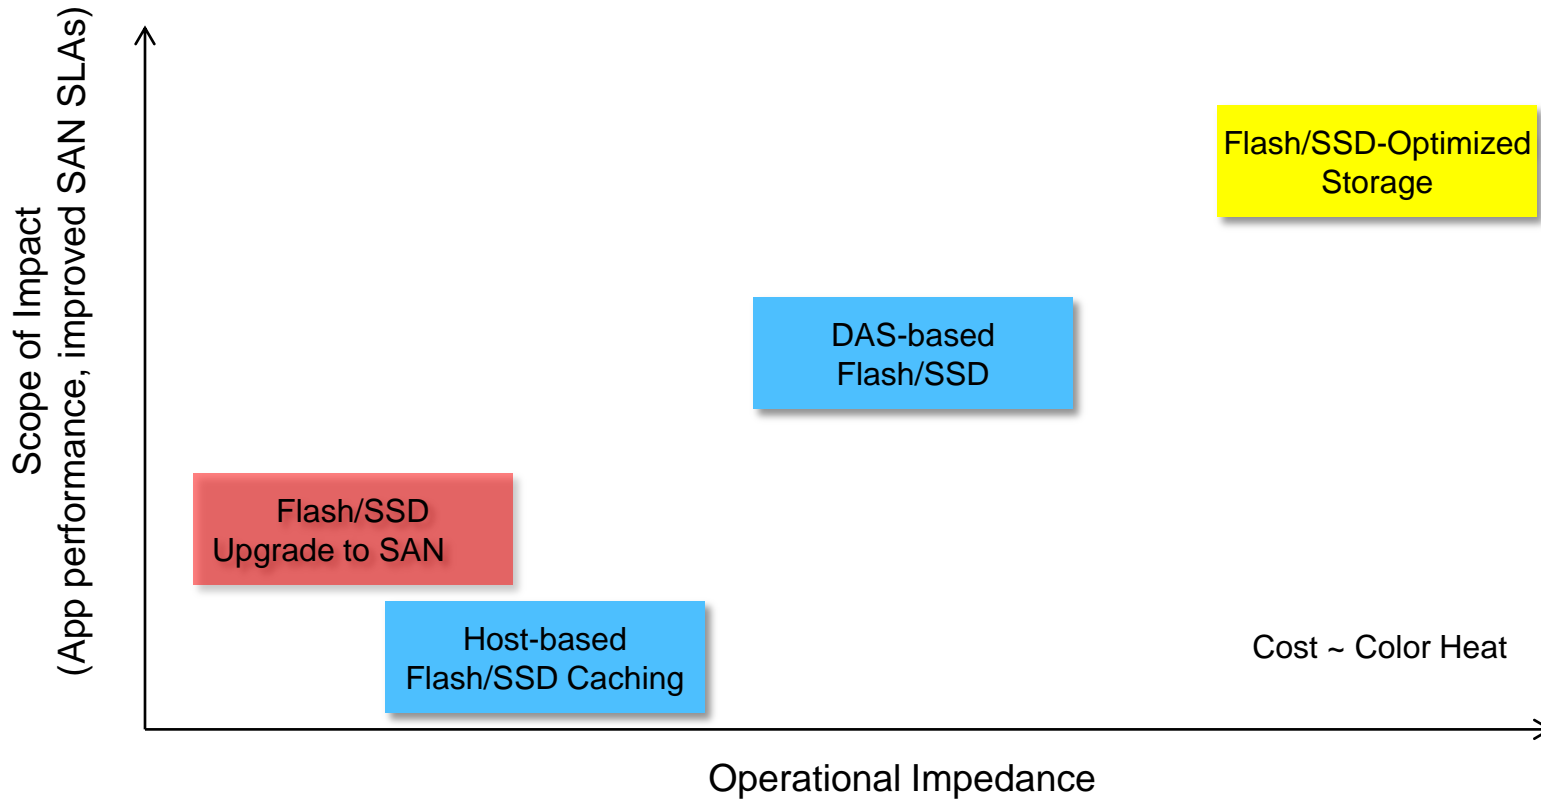 Scope of Impact
(App performance, improved SAN SLAs)
Flash/SSD-Optimized
Storage
DAS-based
Flash/SSD
Flash/SSD
Upgrade to SAN
Host-based
Flash/SSD Caching
Cost ~ Color Heat
Operational Impedance